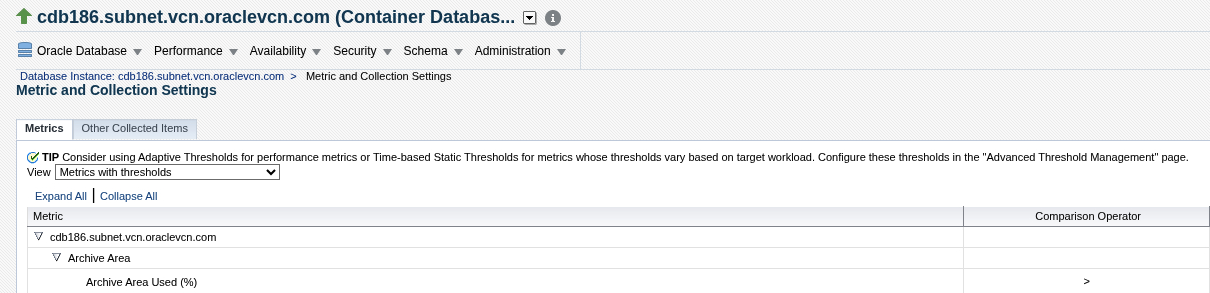 cdb186.subnet.vcn.oraclevcn.com (Container Databas...
Oracle Database Performance Availability Security Schema Administration
Database Instance: cdb186.subnet.vcn.oraclevcn.com > Metric and Collection Settings
Metric and Collection Settings
Metrics Other Collected Items
TIP Consider using Adaptive Thresholds for performance metrics or Time-based Static Thresholds for metrics whose thresholds vary based on target workload. Configure these thresholds in the "Advanced Threshold Management" page.
View Metrics with thresholds
Expand All | Collapse All
Metric Comparison Operator
cdb186.subnet.vcn.oraclevcn.com
Archive Area
Archive Area Used (%) >